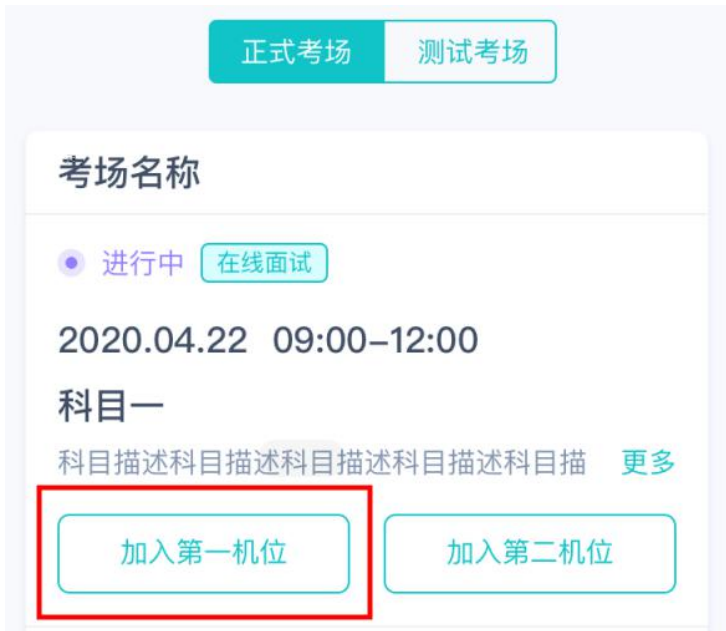 正式考场 测试考场
考场名称
进行中 在线面试
2020.04.22 09:00-12:00
科目一
科目描述科目描述科目描述科目描述科目描 更多
加入第一机位 加入第二机位